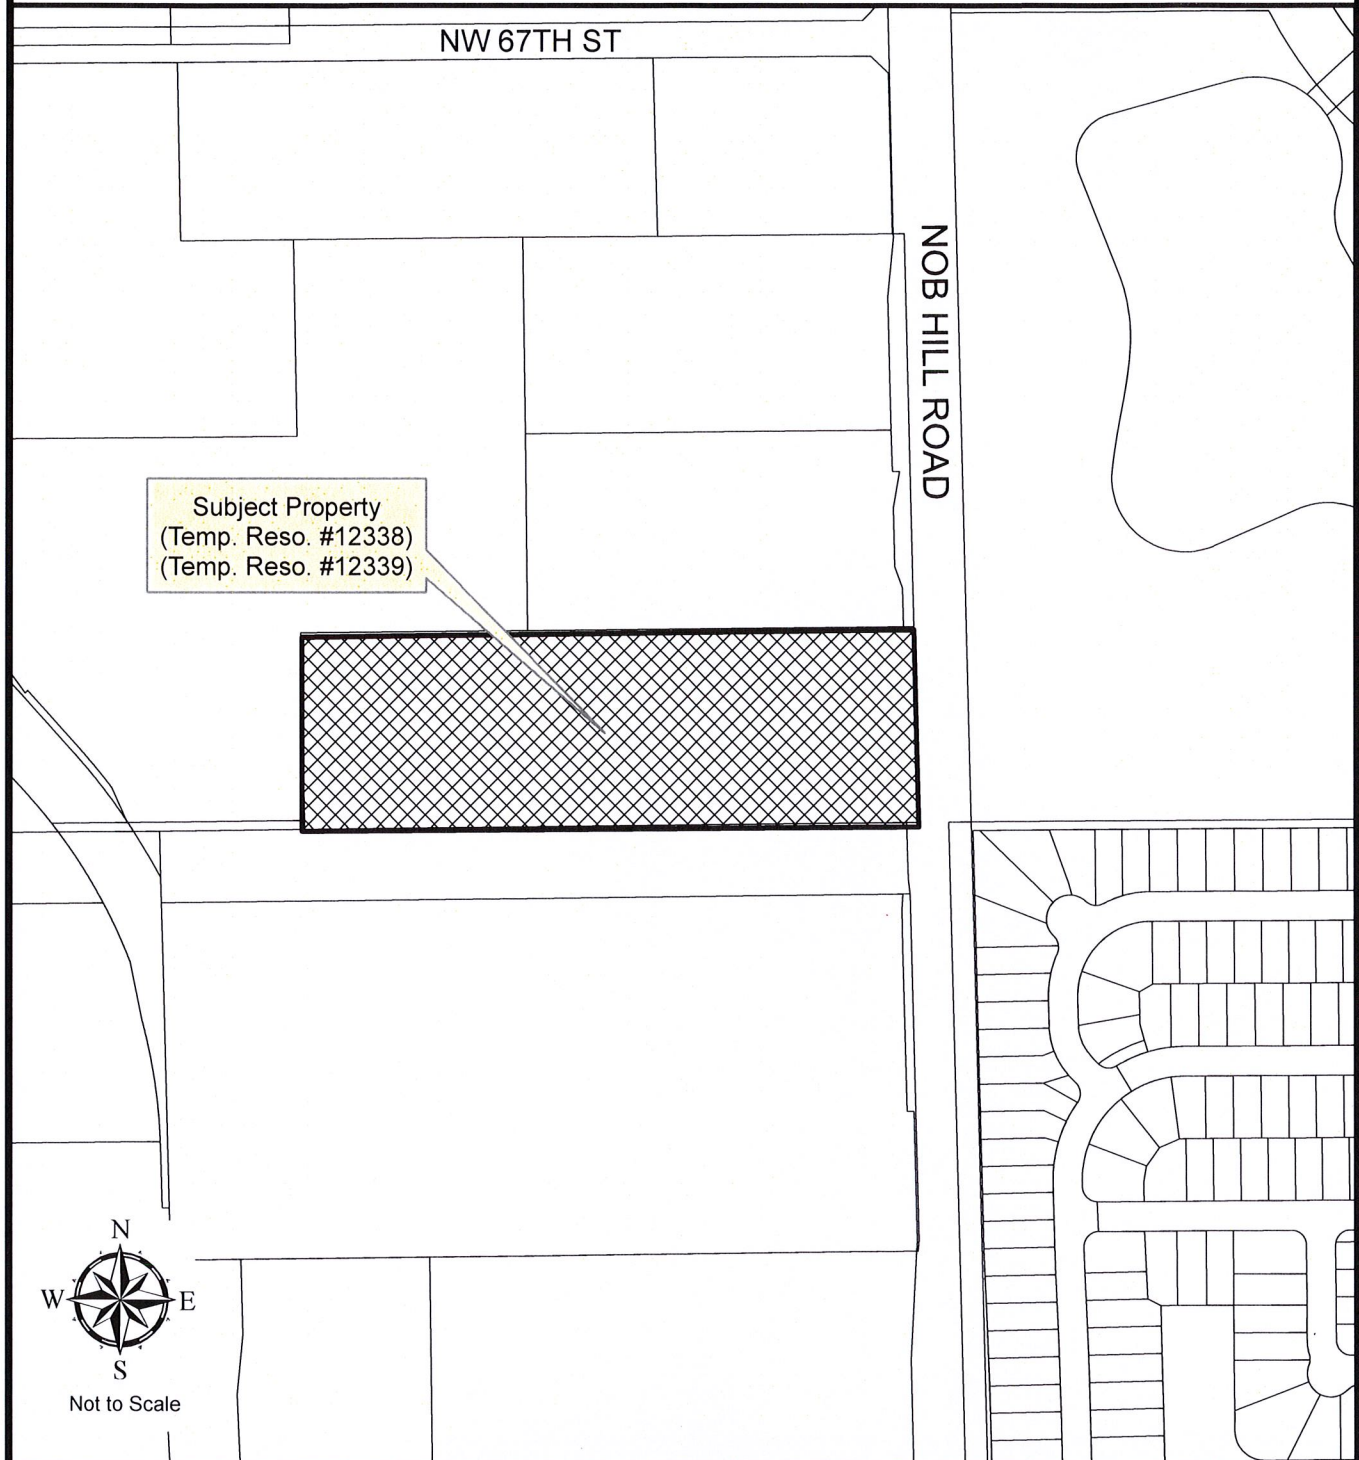 NW 67TH ST
NOB HILL ROAD
Subject Property
(Temp. Reso. #12338)
(Temp. Reso. #12339)
N
W E
S
Not to Scale